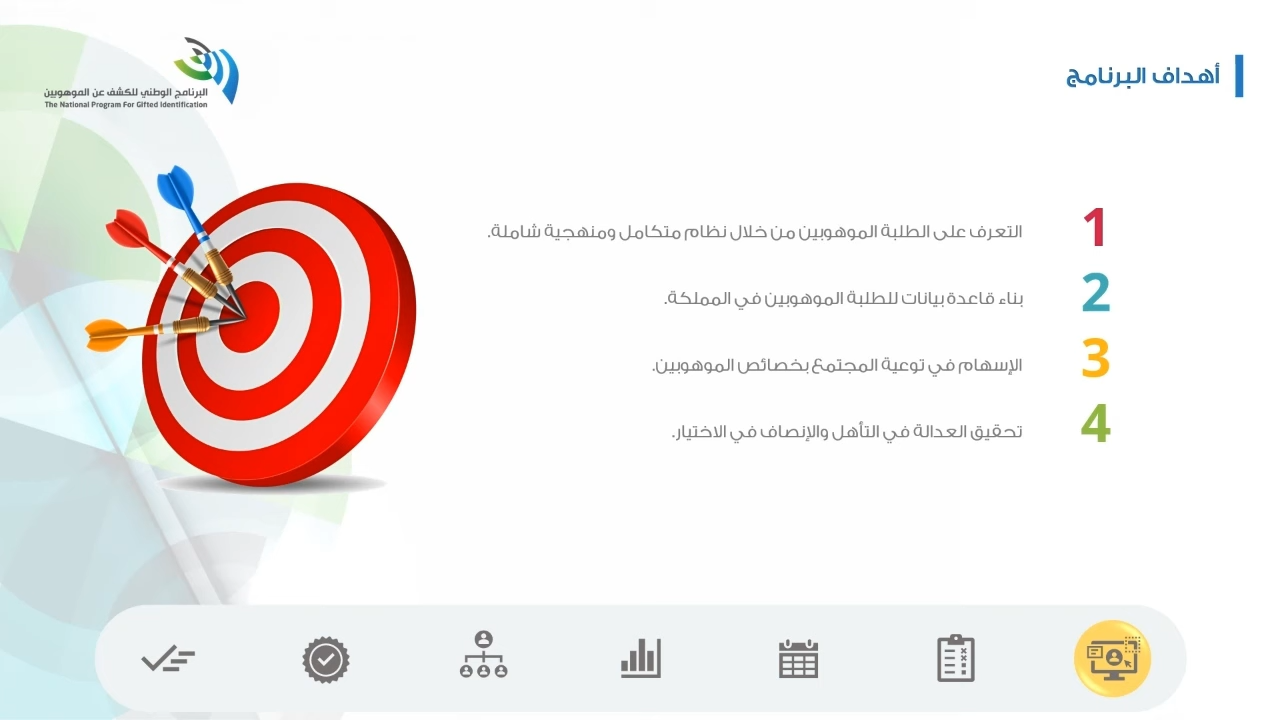 أهداف البرنامج
البرنامج الوطني للكشف عن الموهوبين
The National Program For Gifted Identification
1 التعرف على الطلبة الموهوبين من خلال نظام متكامل ومنهجية شاملة.
2 بناء قاعدة بيانات للطلبة الموهوبين في المملكة.
3 الإسهام في توعية المجتمع بخصائص الموهوبين.
4 تحقيق العدالة في التأهل والإنصاف في الاختيار.